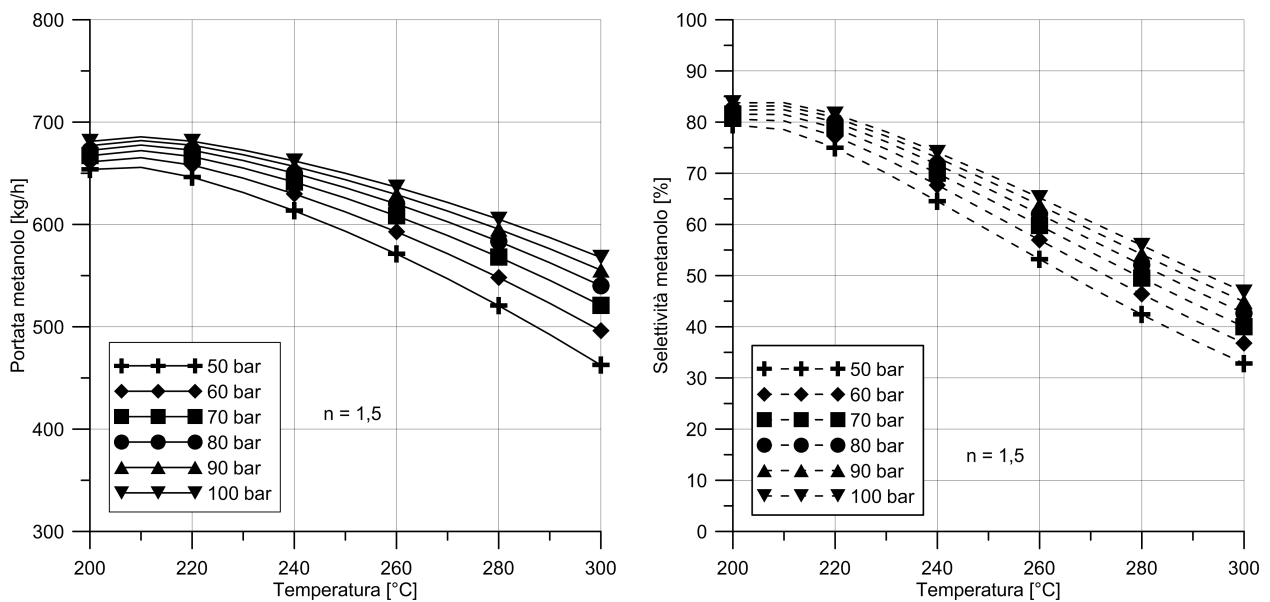 800
700
600
500
400
300
Portata metanolo [kg/h]
50 bar
60 bar
70 bar
80 bar
90 bar
100 bar
n = 1,5
200 220 240 260 280 300
Temperatura [°C]
100
90
80
70
60
50
40
30
20
10
0
Selettività metanolo [%]
50 bar
60 bar
70 bar
80 bar
90 bar
100 bar
n = 1,5
200 220 240 260 280 300
Temperatura [°C]